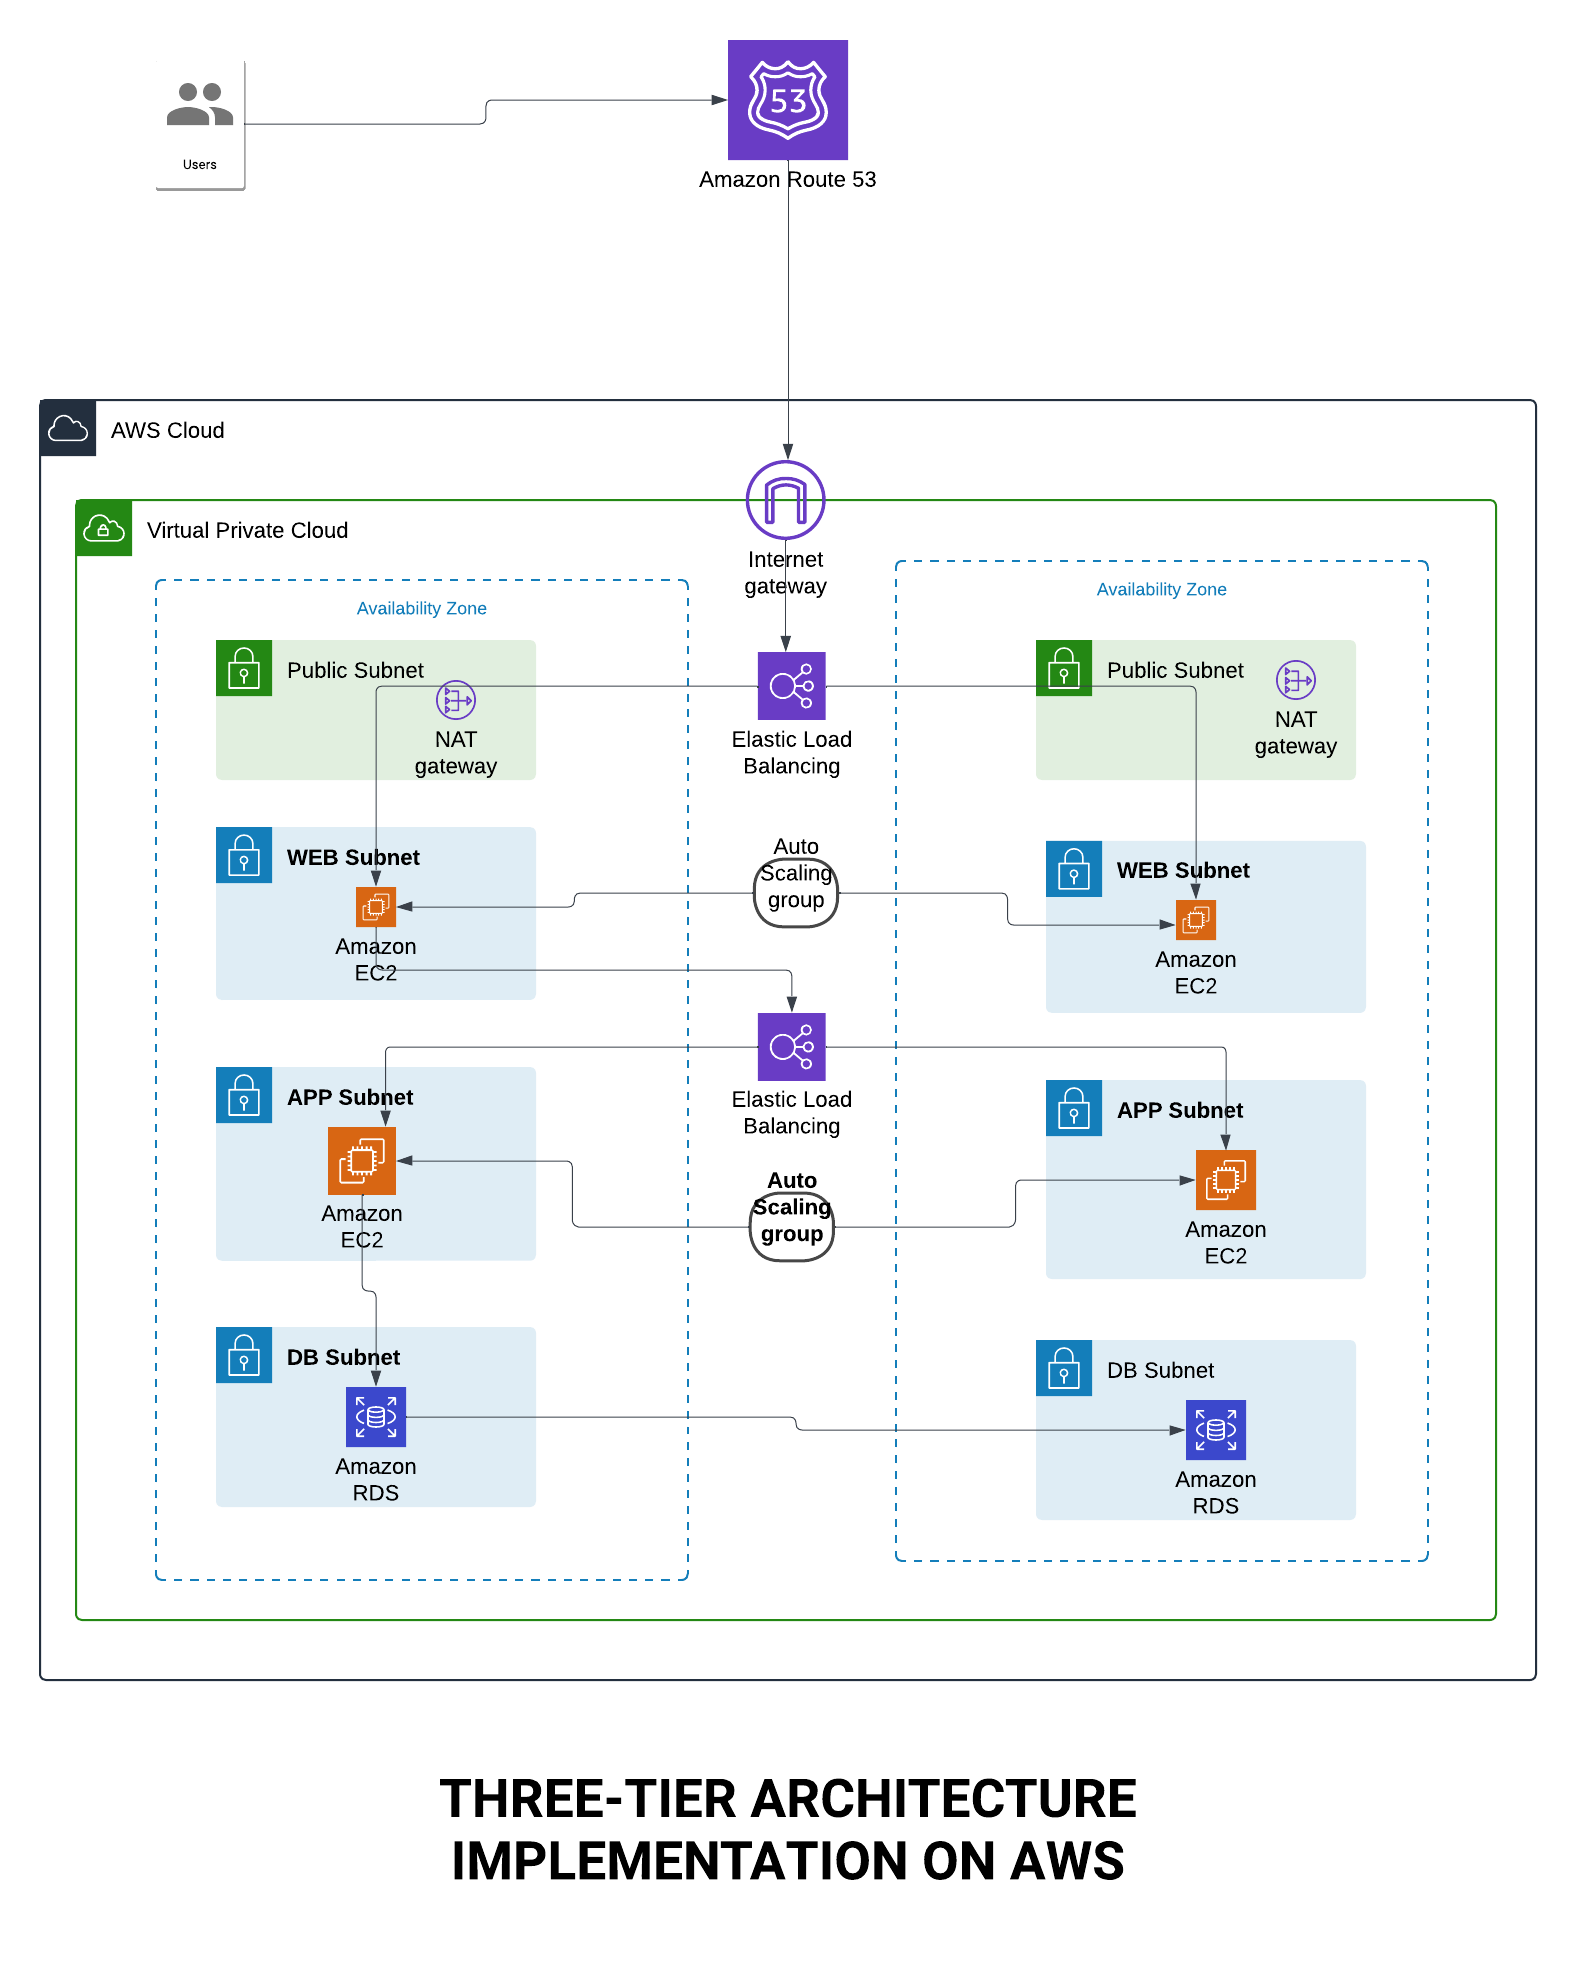 53
Users
Amazon Route 53
AWS Cloud
Virtual Private Cloud
Internet
gateway
Availability Zone
Availability Zone
Public Subnet
NAT
gateway
Elastic Load
Balancing
Public Subnet
NAT
gateway
WEB Subnet
Amazon
EC2
Auto
Scaling
group
WEB Subnet
Amazon
EC2
Elastic Load
Balancing
APP Subnet
Amazon
EC2
Auto
Scaling
group
APP Subnet
Amazon
EC2
DB Subnet
Amazon
RDS
DB Subnet
Amazon
RDS
THREE-TIER ARCHITECTURE
IMPLEMENTATION ON AWS